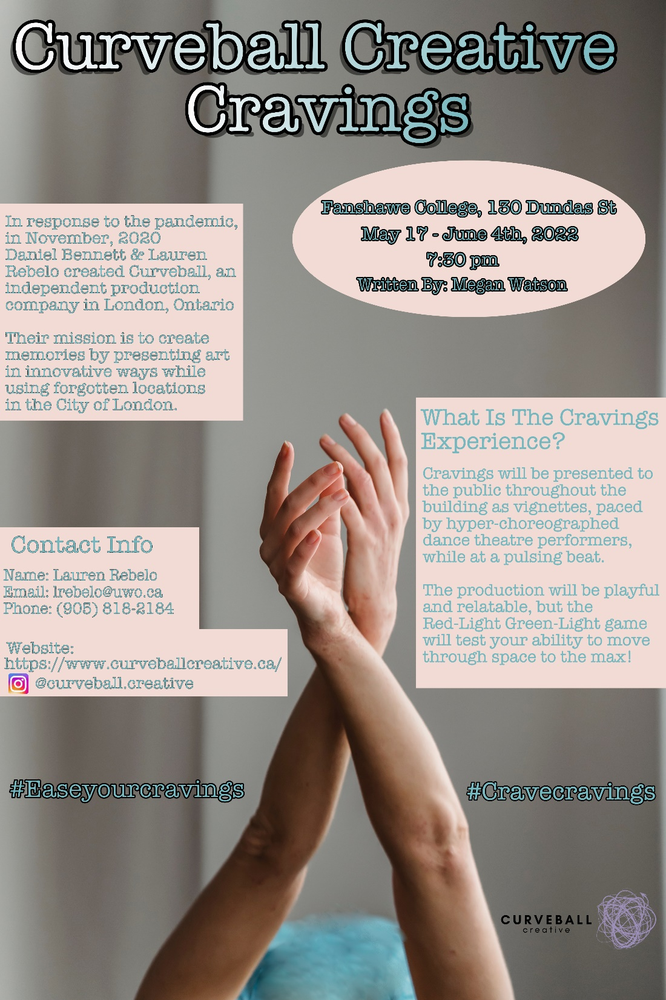 Curveball Creative
Cravings
Fanshawe College, 130 Dundas St
May 17 - June 4th, 2022
7:30 pm
Written By: Megan Watson
In response to the pandemic,
in November, 2020
Daniel Bennett & Lauren
Rebelo created Curveball, an
independent production
company in London, Ontario
Their mission is to create
memories by presenting art
in innovative ways while
using forgotten locations
in the City of London.
What Is The Cravings
Experience?
Cravings will be presented to
the public throughout the
building as vignettes, paced
by hyper-choreographed
dance theatre performers,
while at a pulsing beat.
The production will be playful
and relatable, but the
Red-Light Green-Light game
will test your ability to move
through space to the max!
Contact Info
Name: Lauren Rebelo
Email: lrebelo@uwo.ca
Phone: (905) 818-2184
Website:
https://www.curveballcreative.ca/
@curveball.creative
#Easeyourcravings
#Cravecravings
CURVEBALL
creative